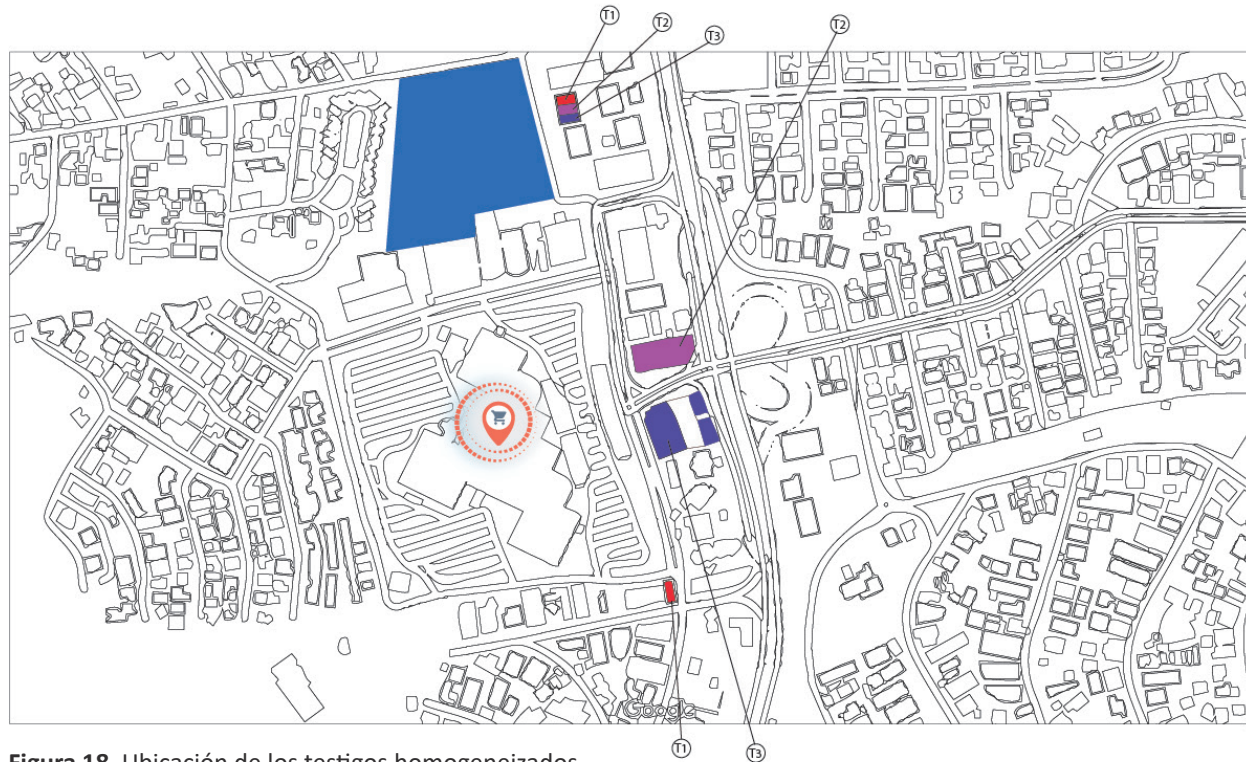 T1
T2
T3
T2
Google
T1
T3
Figura 18. Ubicación de los testigos homogeneizados